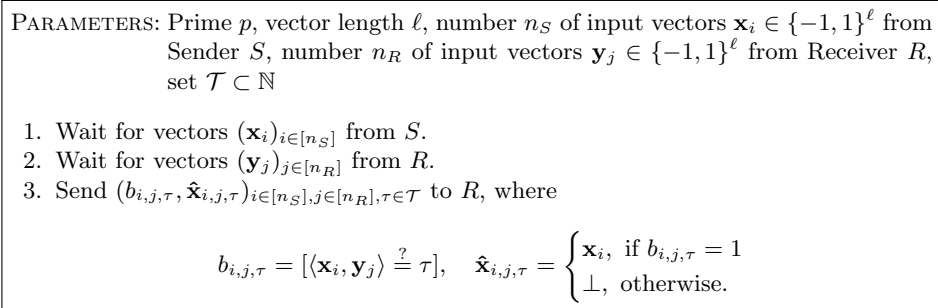 PARAMETERS: Prime p, vector length ℓ, number n_S of input vectors 𝐱_i ∈ {−1, 1}^ℓ from
Sender S, number n_R of input vectors 𝐲_j ∈ {−1, 1}^ℓ from Receiver R,
set 𝒯 ⊂ ℕ
1. Wait for vectors (𝐱_i)_{i∈[n_S]} from S.
2. Wait for vectors (𝐲_j)_{j∈[n_R]} from R.
3. Send (b_{i,j,τ}, 𝐱̂_{i,j,τ})_{i∈[n_S],j∈[n_R],τ∈𝒯} to R, where
b_{i,j,τ} = [⟨𝐱_i, 𝐲_j⟩ ≟ τ], 𝐱̂_{i,j,τ} = { 𝐱_i, if b_{i,j,τ} = 1
⊥, otherwise.